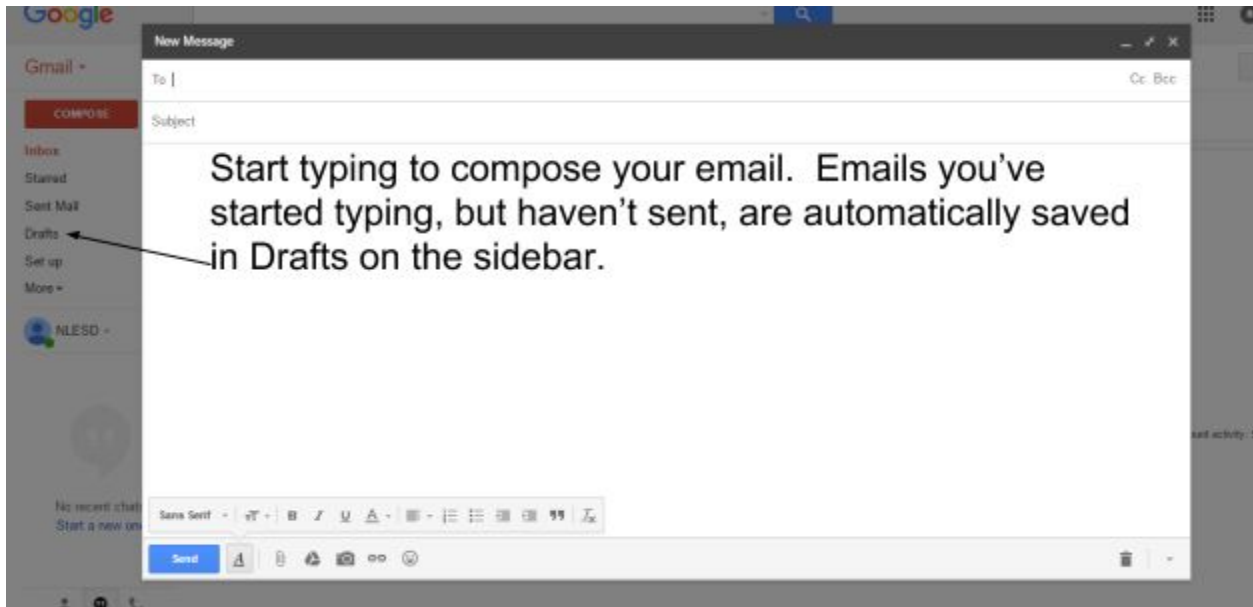 Google
New Message
Gmail
To
Cc Bcc
COMPOSE
Subject
Inbox
Starred
Sent Mail
Drafts
Set up
More
Start typing to compose your email.  Emails you've
started typing, but haven't sent, are automatically saved
in Drafts on the sidebar.
NLESD
No recent chats
Start a new one
Sans Serif
Send